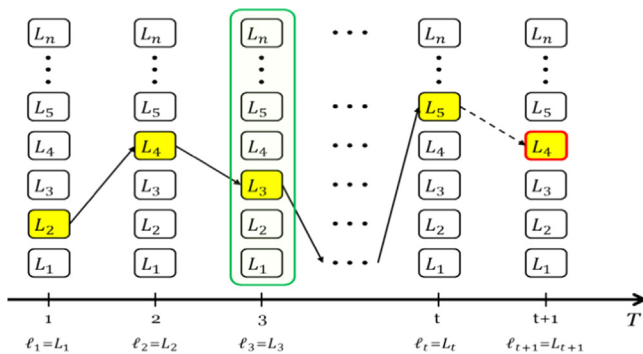 L_n L_n L_n ··· L_n L_n
⋮ ⋮ ⋮ ⋮ ⋮
L_5 L_5 L_5 ··· L_5 L_5
L_4 L_4 L_4 ··· L_4 L_4
L_3 L_3 L_3 ··· L_3 L_3
L_2 L_2 L_2 ··· L_2 L_2
L_1 L_1 L_1 ···· L_1 L_1
1 2 3 t t+1 T
ℓ_1=L_1 ℓ_2=L_2 ℓ_3=L_3 ℓ_t=L_t ℓ_{t+1}=L_{t+1}